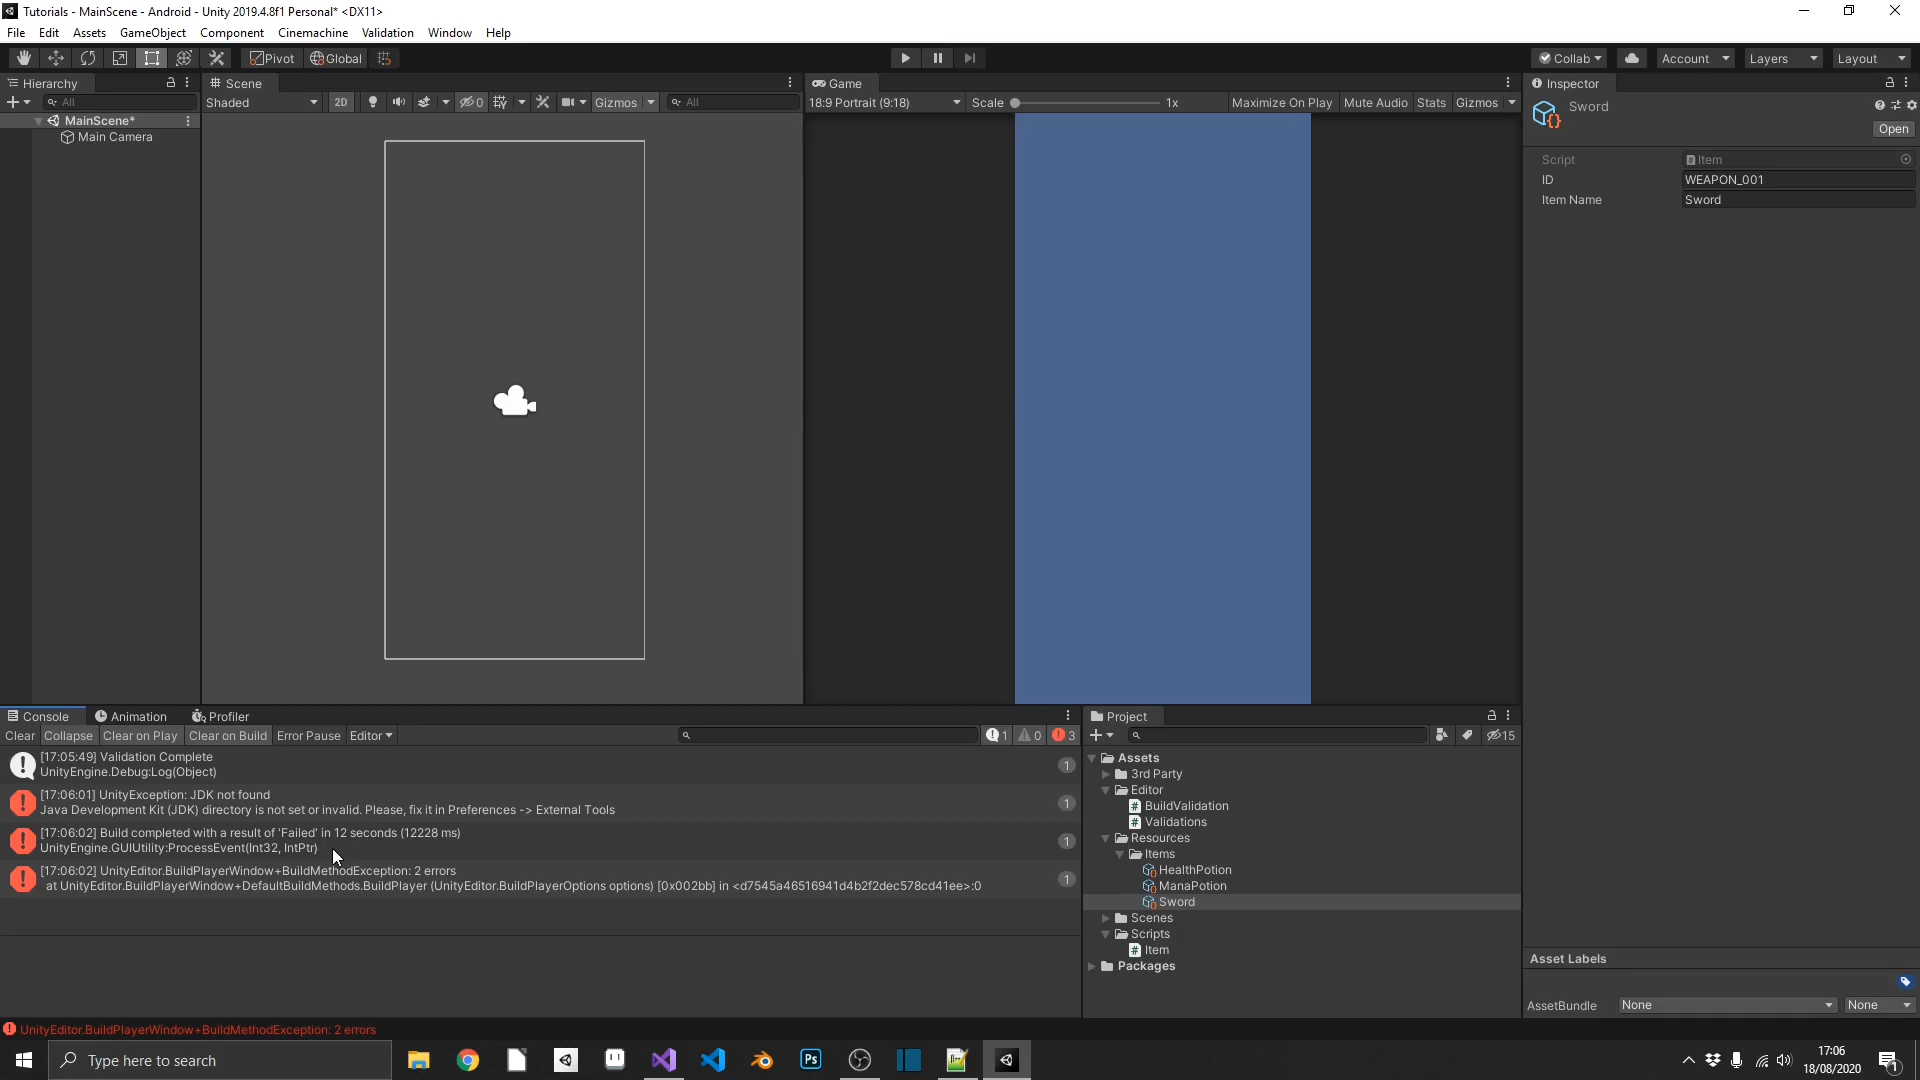 Tutorials - MainScene - Android - Unity 2019.4.8f1 Personal* <DX11>
File Edit Assets GameObject Component Cinemachine Validation Window Help
Pivot Global
Collab Account Layers Layout
Hierarchy
All
MainScene*
Main Camera
Scene
Shaded 2D 0 Gizmos All
Game
18:9 Portrait (9:18) Scale 1x Maximize On Play Mute Audio Stats Gizmos
Inspector
Sword
Open
Script Item
ID WEAPON_001
Item Name Sword
Console Animation Profiler
Clear Collapse Clear on Play Clear on Build Error Pause Editor 1 0 3
[17:05:49] Validation Complete
UnityEngine.Debug:Log(Object)
1
[17:06:01] UnityException: JDK not found
Java Development Kit (JDK) directory is not set or invalid. Please, fix it in Preferences -> External Tools
1
[17:06:02] Build completed with a result of 'Failed' in 12 seconds (12228 ms)
UnityEngine.GUIUtility:ProcessEvent(Int32, IntPtr)
1
[17:06:02] UnityEditor.BuildPlayerWindow+BuildMethodException: 2 errors
at UnityEditor.BuildPlayerWindow+DefaultBuildMethods.BuildPlayer (UnityEditor.BuildPlayerOptions options) [0x002bb] in <d7545a46516941d4b2f2dec578cd41ee>:0
1
Project
15
Assets
3rd Party
Editor
BuildValidation
Validations
Resources
Items
HealthPotion
ManaPotion
Sword
Scenes
Scripts
Item
Packages
Asset Labels
AssetBundle None None
UnityEditor.BuildPlayerWindow+BuildMethodException: 2 errors
Type here to search
Ps
17:06
18/08/2020
1